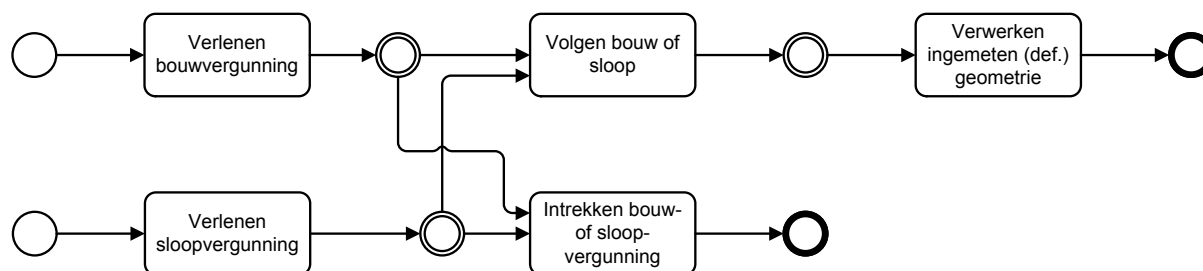 Verlenen
bouwvergunning
Volgen bouw of
sloop
Verwerken
ingemeten (def.)
geometrie
Verlenen
sloopvergunning
Intrekken bouw-
of sloop-
vergunning